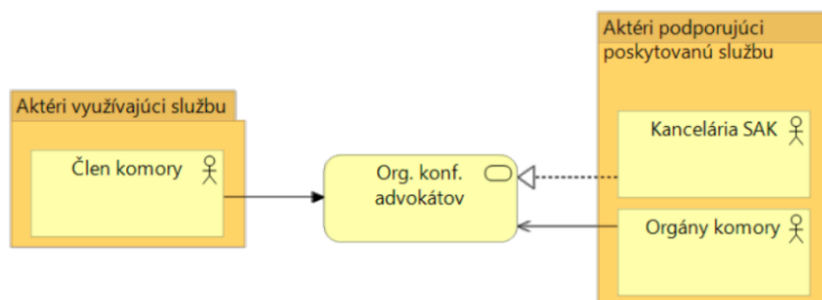 Aktéri využívajúci službu
Člen komory
Org. konf.
advokátov
Aktéri podporujúci
poskytovanú službu
Kancelária SAK
Orgány komory